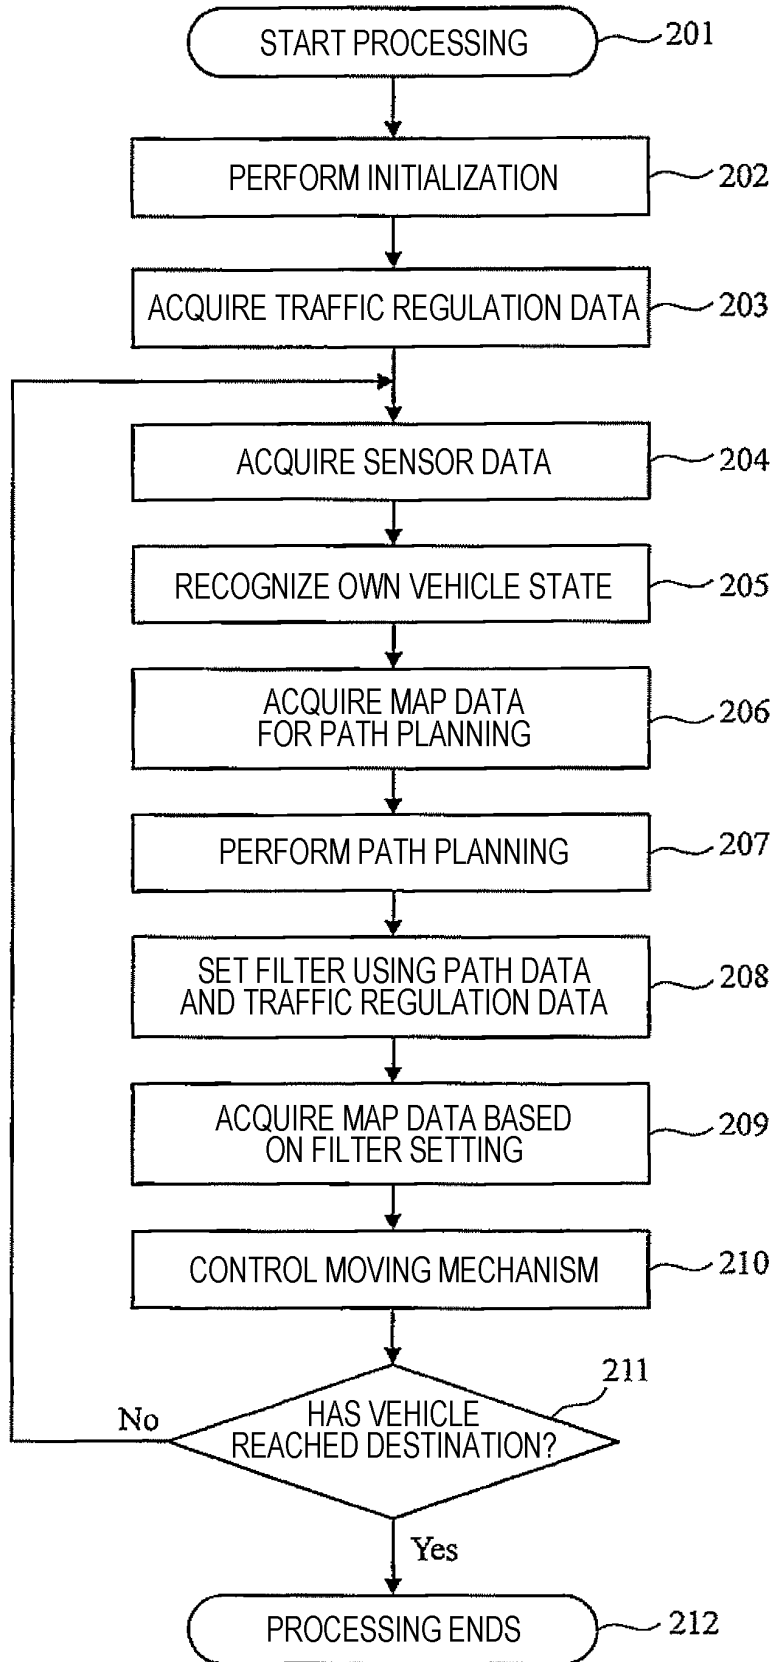 START PROCESSING
201
PERFORM INITIALIZATION
202
ACQUIRE TRAFFIC REGULATION DATA
203
ACQUIRE SENSOR DATA
204
RECOGNIZE OWN VEHICLE STATE
205
ACQUIRE MAP DATA
FOR PATH PLANNING
206
PERFORM PATH PLANNING
207
SET FILTER USING PATH DATA
AND TRAFFIC REGULATION DATA
208
ACQUIRE MAP DATA BASED
ON FILTER SETTING
209
CONTROL MOVING MECHANISM
210
HAS VEHICLE
REACHED DESTINATION?
211
No
Yes
PROCESSING ENDS
212